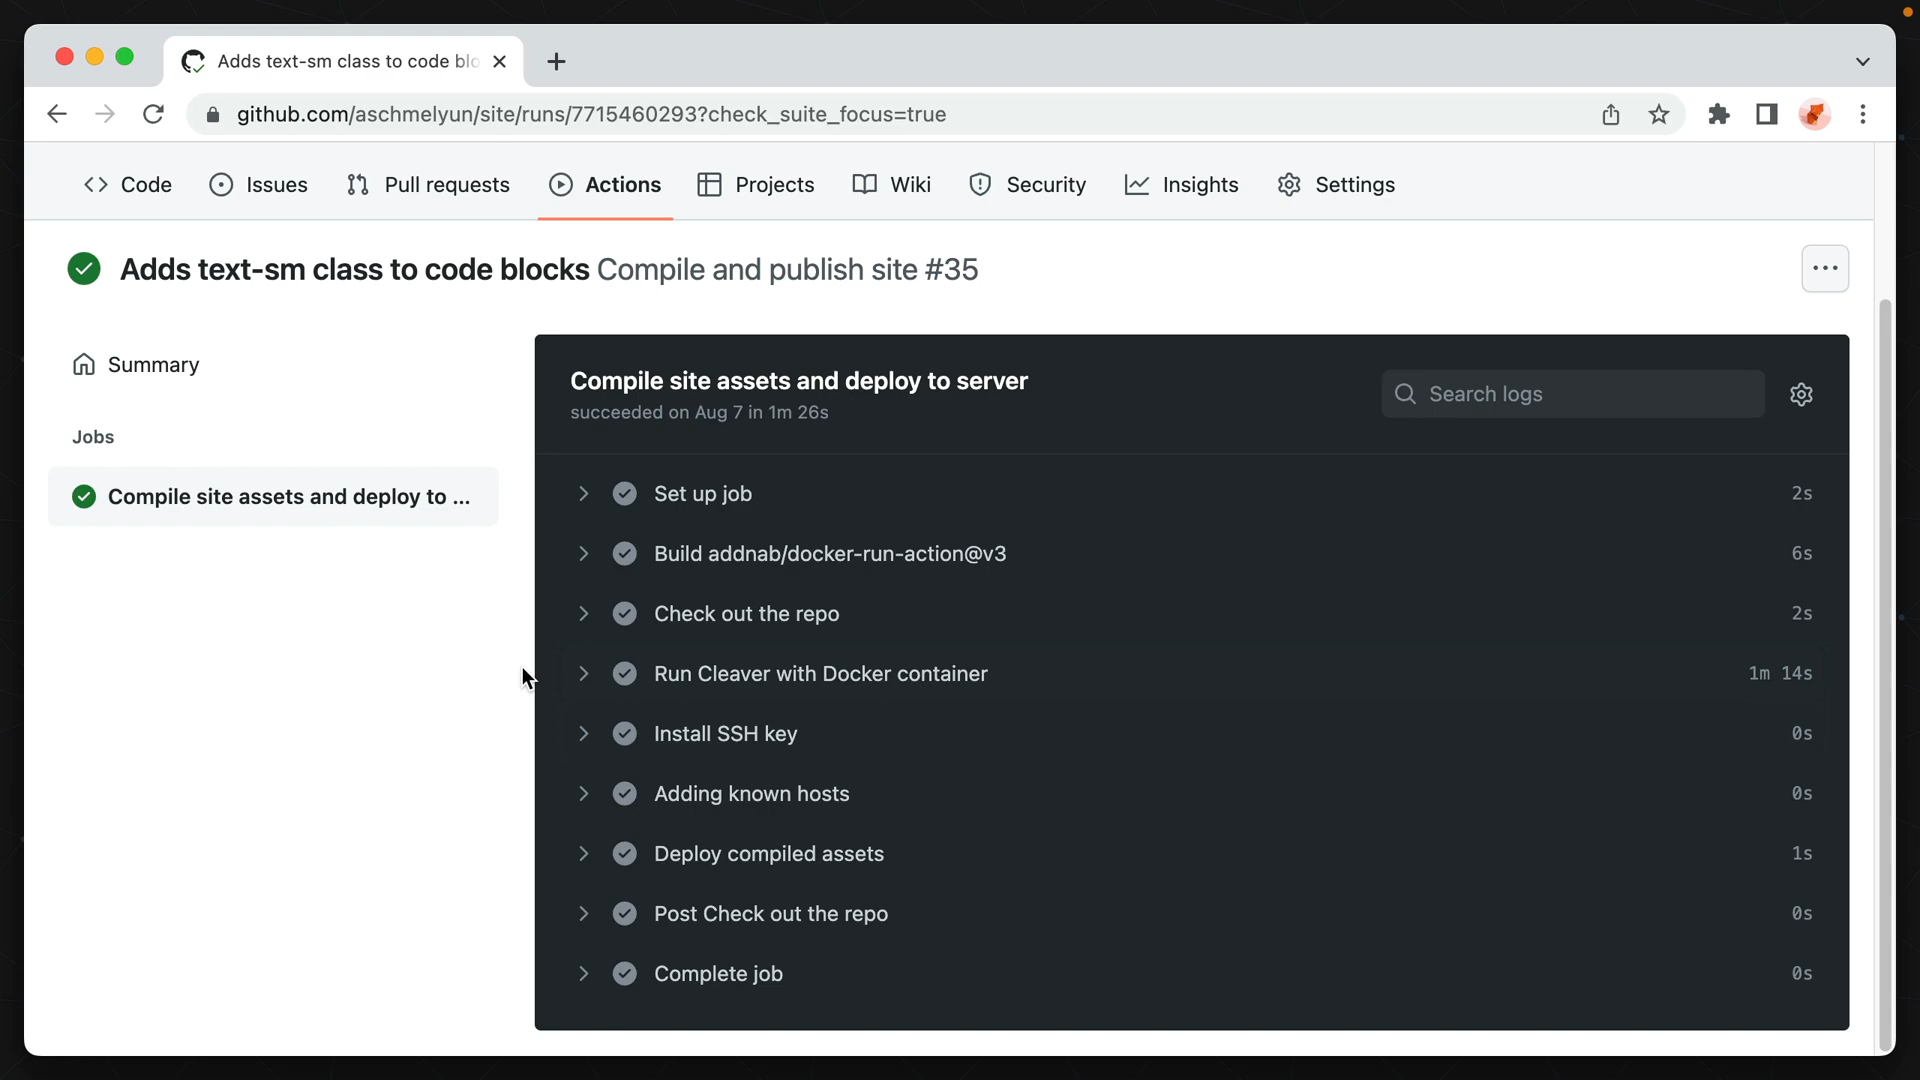 Adds text-sm class to code blo
github.com/aschmelyun/site/runs/7715460293?check_suite_focus=true
Code Issues Pull requests Actions Projects Wiki Security Insights Settings
Adds text-sm class to code blocks Compile and publish site #35
Summary
Jobs
Compile site assets and deploy to ...
Compile site assets and deploy to server
succeeded on Aug 7 in 1m 26s
Search logs
Set up job 2s
Build addnab/docker-run-action@v3 6s
Check out the repo 2s
Run Cleaver with Docker container 1m 14s
Install SSH key 0s
Adding known hosts 0s
Deploy compiled assets 1s
Post Check out the repo 0s
Complete job 0s